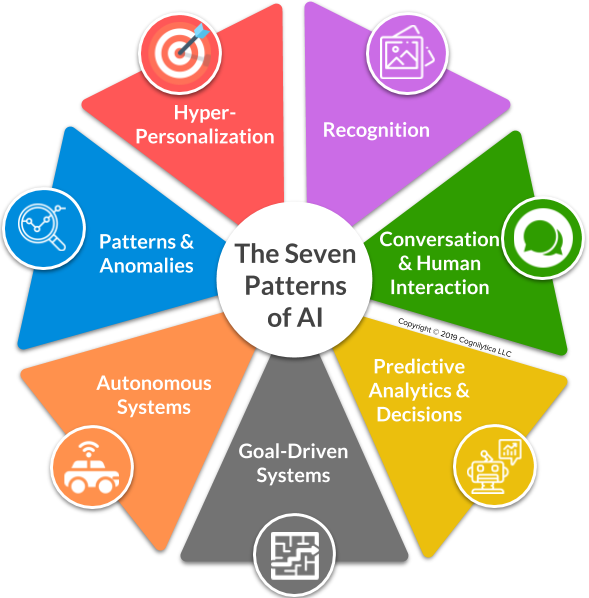 The Seven
Patterns
of AI
Hyper-
Personalization
Recognition
Conversation
& Human
Interaction
Copyright © 2019 Cognilytica LLC
Predictive
Analytics &
Decisions
Goal-Driven
Systems
Autonomous
Systems
Patterns &
Anomalies